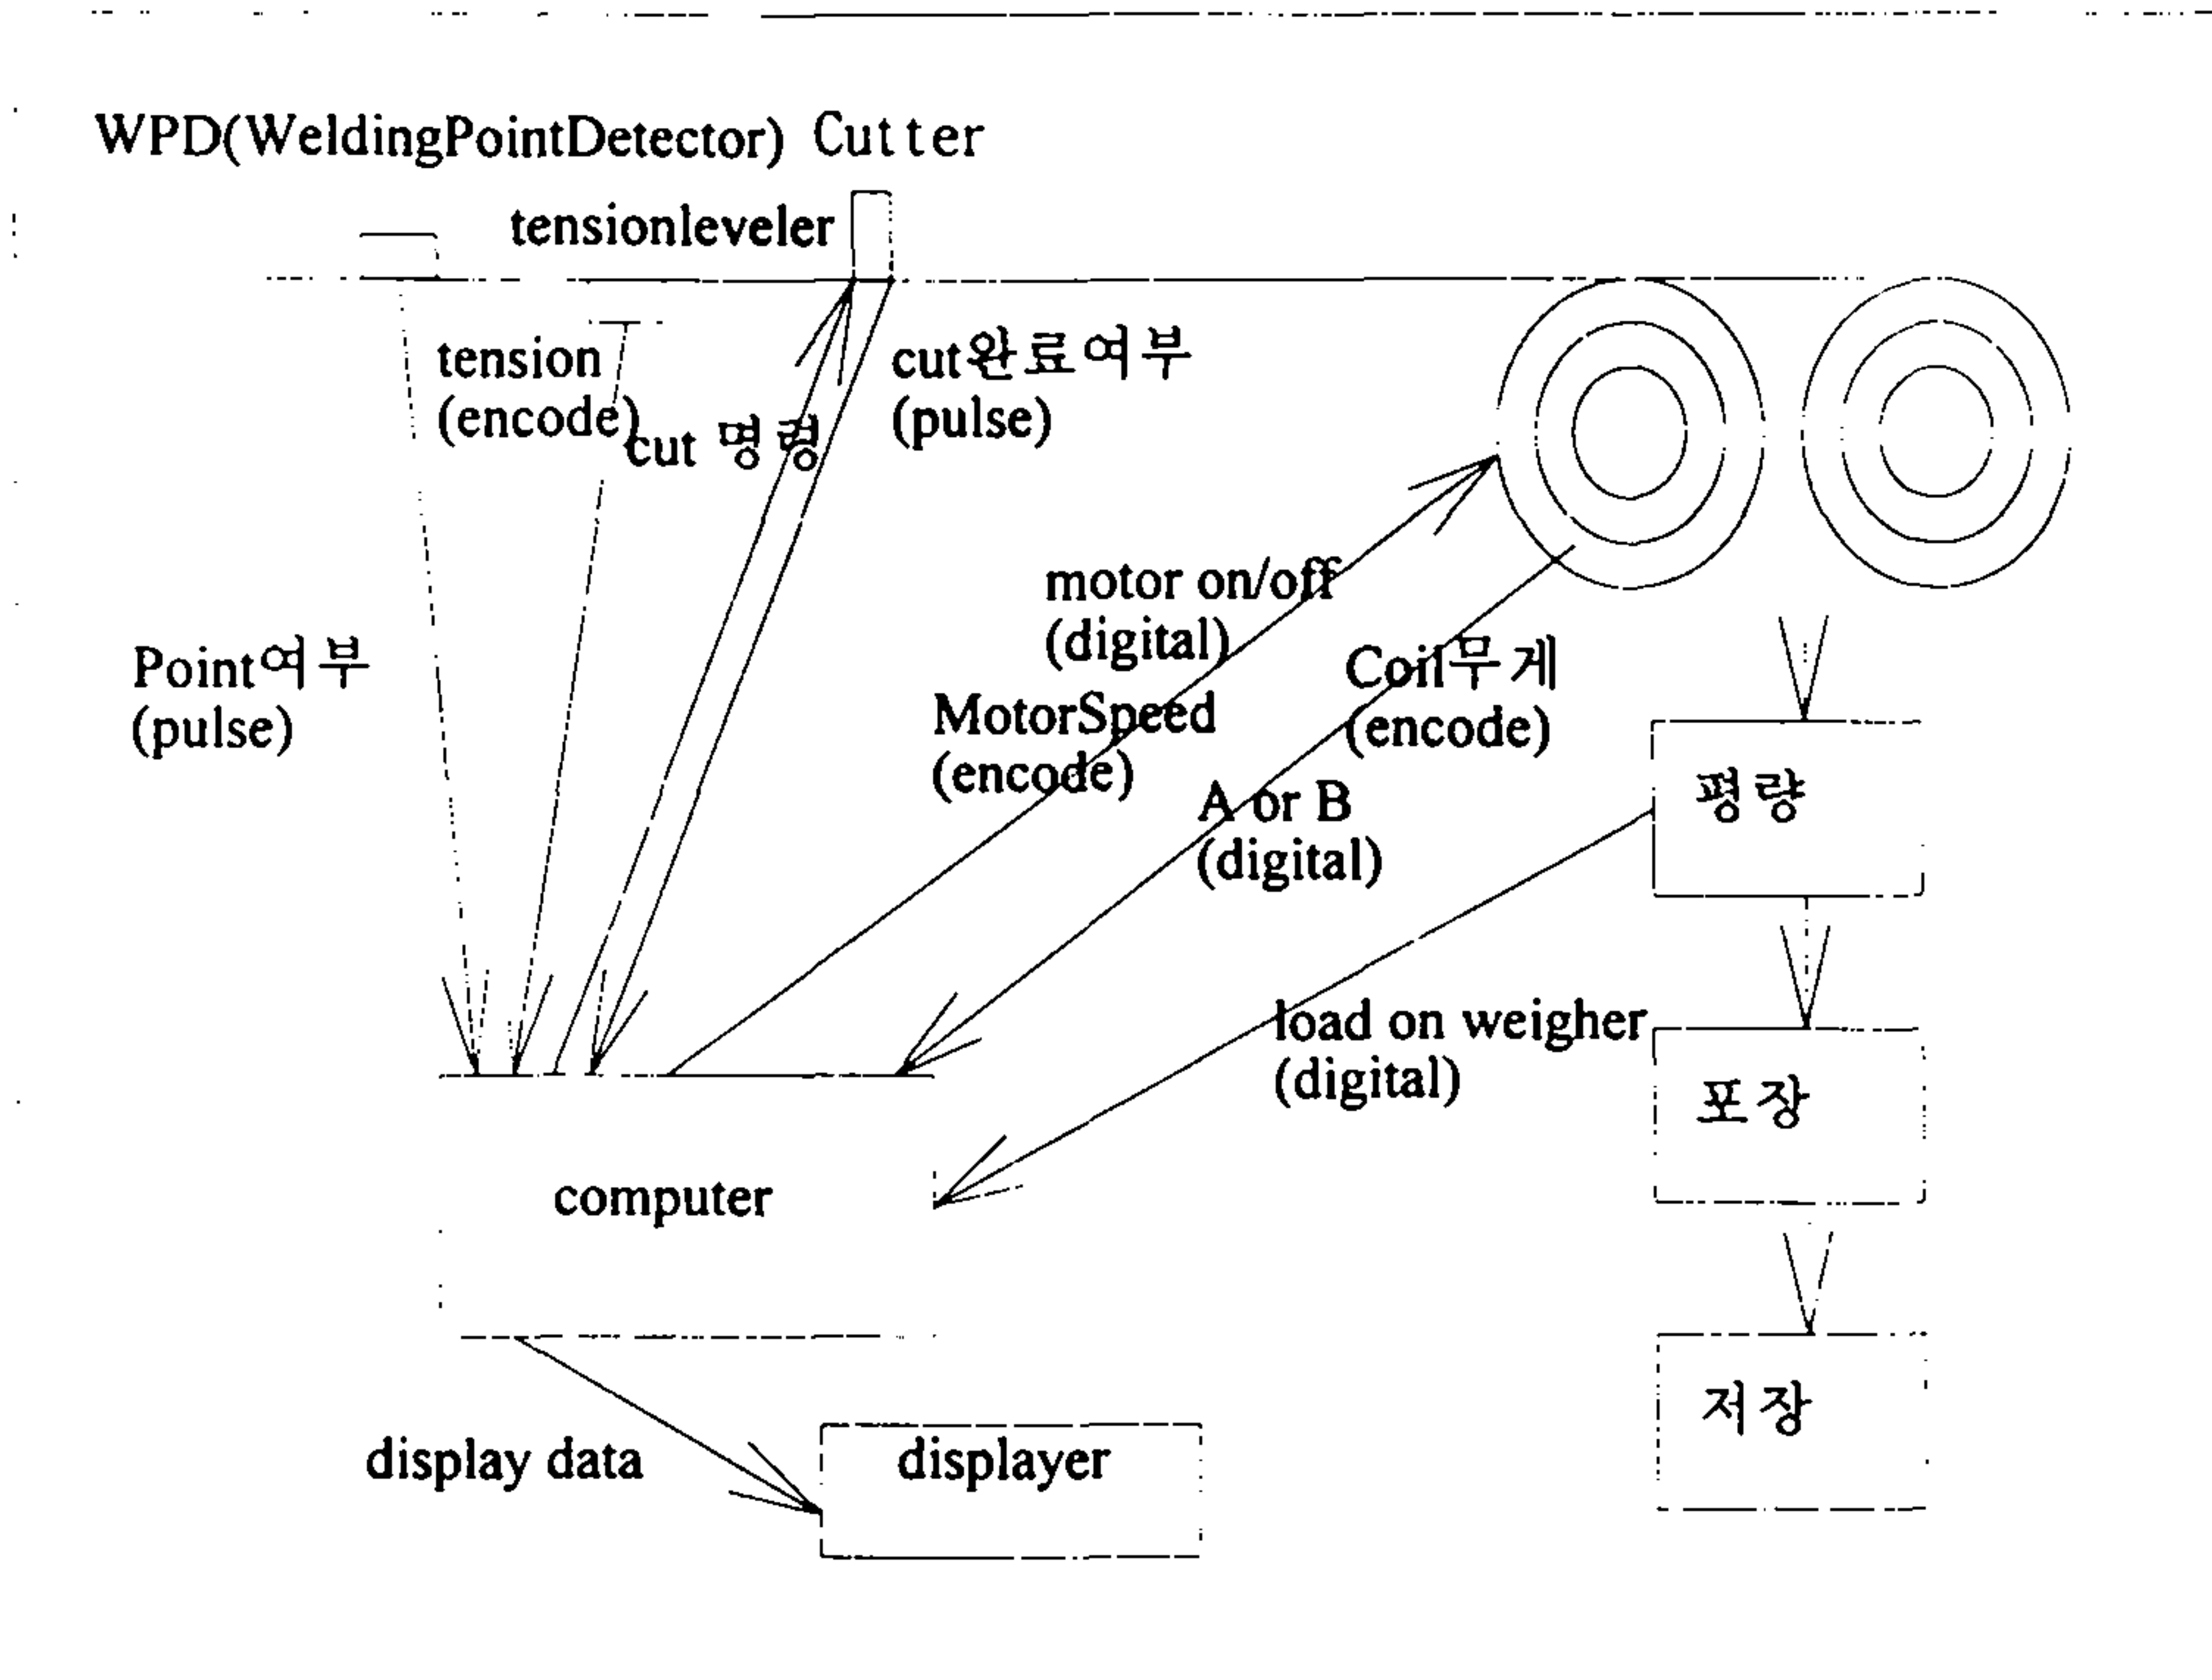 WPD(WeldingPointDetector) Cutter
tensionleveler
tension
(encode)
cut 명령
cut완료여부
(pulse)
motor on/off
(digital)
Point여부
(pulse)
Coil무게
(encode)
MotorSpeed
(encode)
A or B
(digital)
평량
load on weigher
(digital)
포장
computer
저장
display data
displayer